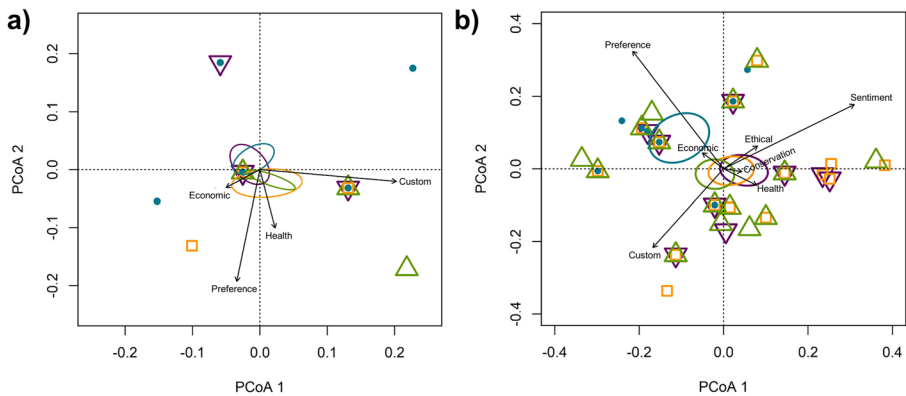 a)
PCoA 2
0.2
0.1
0.0
-0.1
-0.2
Economic
Custom
Health
Preference
-0.2
-0.1
0.0
0.1
0.2
PCoA 1
b)
PCoA 2
0.4
0.2
0.0
-0.2
-0.4
Preference
Sentiment
Ethical
Economic
Conservation
Health
Custom
-0.4
-0.2
0.0
0.2
0.4
PCoA 1